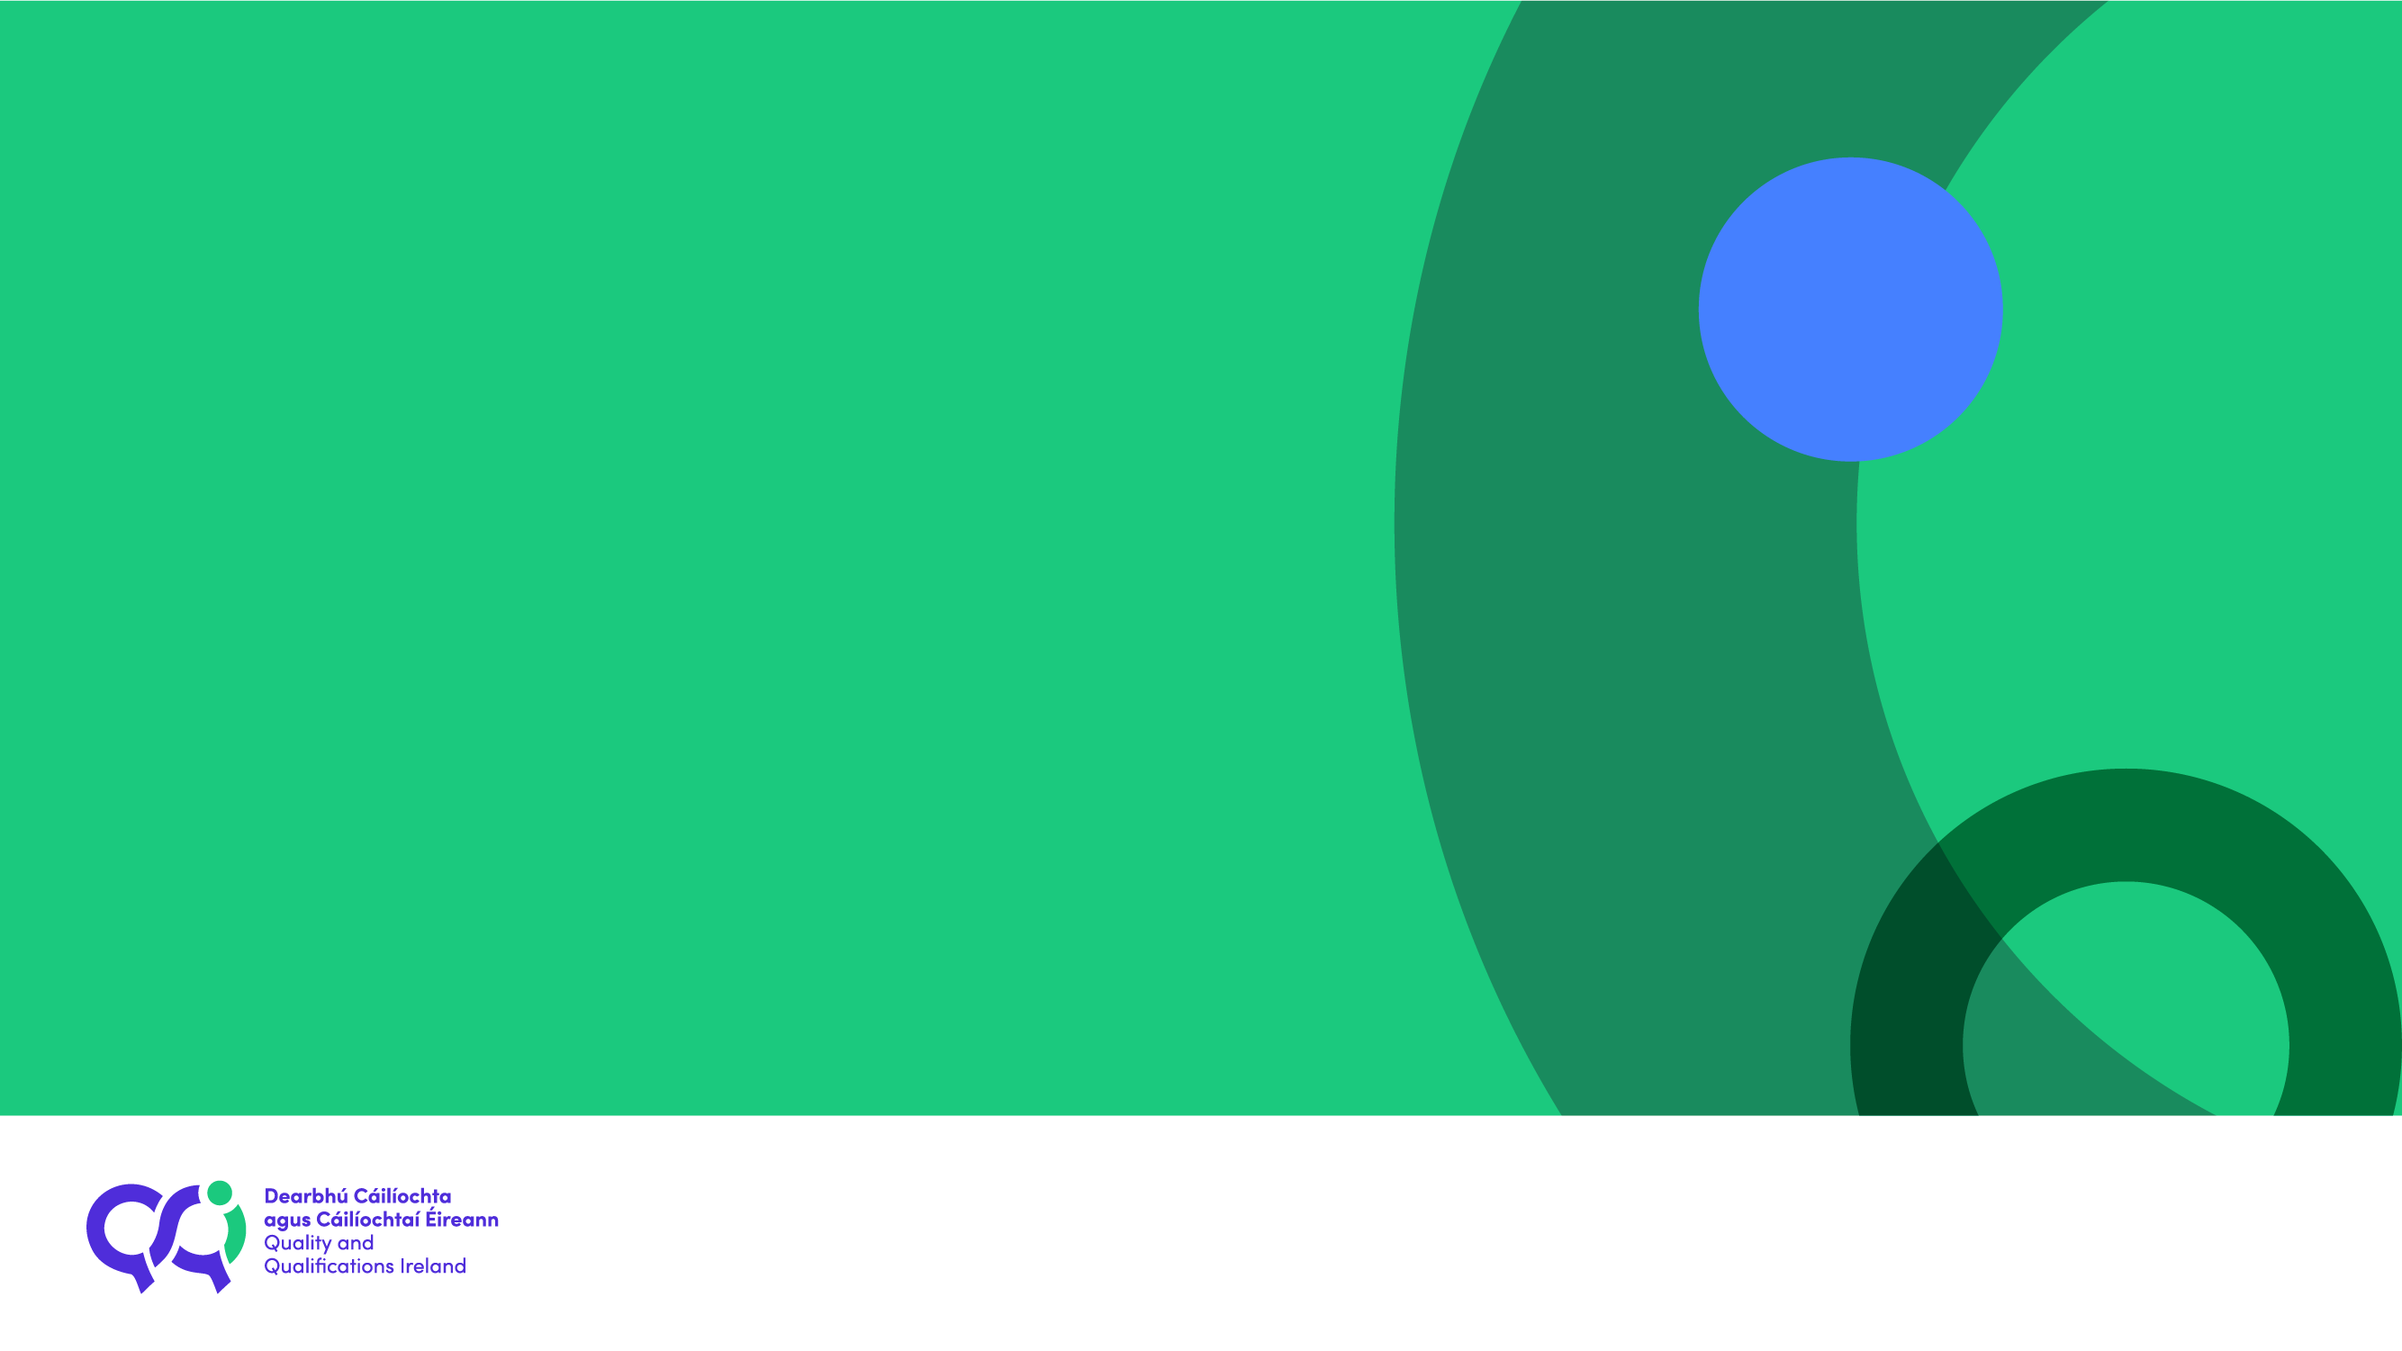 Dearbhú Cáilíochta
agus Cáilíochtaí Éireann
Quality and
Qualifications Ireland